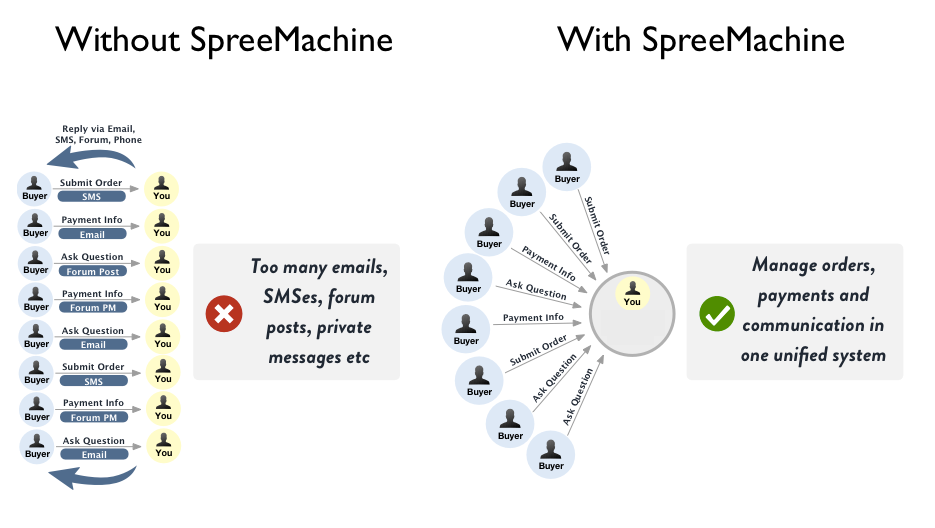 Without SpreeMachine
Reply via Email,
SMS, Forum, Phone
Submit Order
SMS
Buyer
You
Payment Info
Email
Buyer
You
Ask Question
Forum Post
Buyer
You
Payment Info
Forum PM
Buyer
You
Ask Question
Email
Buyer
You
Submit Order
SMS
Buyer
You
Payment Info
Forum PM
Buyer
You
Ask Question
Email
Buyer
You
Too many emails,
SMSes, forum
posts, private
messages etc
With SpreeMachine
Buyer
Submit Order
Buyer
Submit Order
Buyer
Payment Info
Buyer
Ask Question
Buyer
Payment Info
Buyer
Submit Order
Buyer
Ask Question
Buyer
Ask Question
You
Manage orders,
payments and
communication in
one unified system